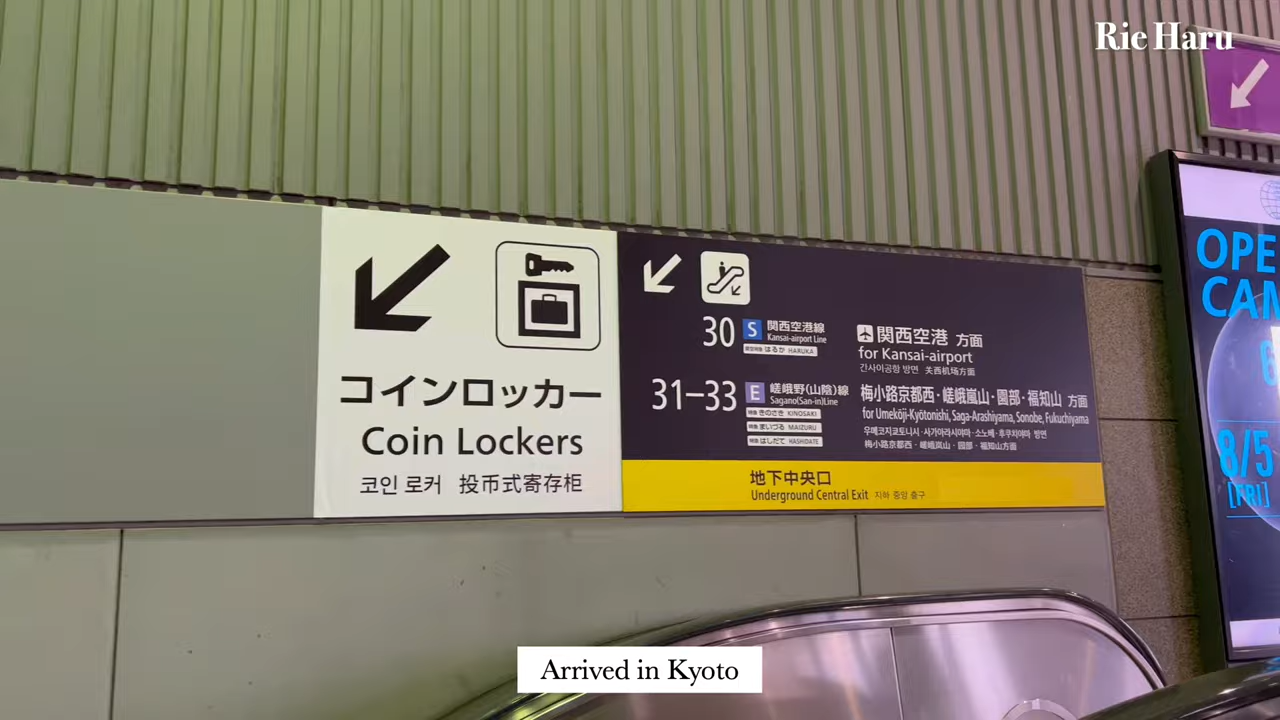 Rie Haru
コインロッカー
Coin Lockers
코인 로커 投币式寄存柜
30 S 関西空港線
Kansai-airport Line
はるか HARUKA
関西空港 方面
for Kansai-airport
간사이공항 방면 关西机场方面
31–33 E 嵯峨野(山陰)線
Sagano(San-in)Line
特急 きのさき KINOSAKI
特急 まいづる MAIZURU
特急 はしだて HASHIDATE
梅小路京都西・嵯峨嵐山・園部・福知山 方面
for Umekōji-Kyōtonishi, Saga-Arashiyama, Sonobe, Fukuchiyama
우메코지쿄토니시・사가아라시야마・소노베・후쿠치야마 방면
梅小路京都西・嵯峨岚山・园部・福知山方面
地下中央口
Underground Central Exit 지하 중앙 출구
OPE
CAM
8/5
[FRI]
Arrived in Kyoto